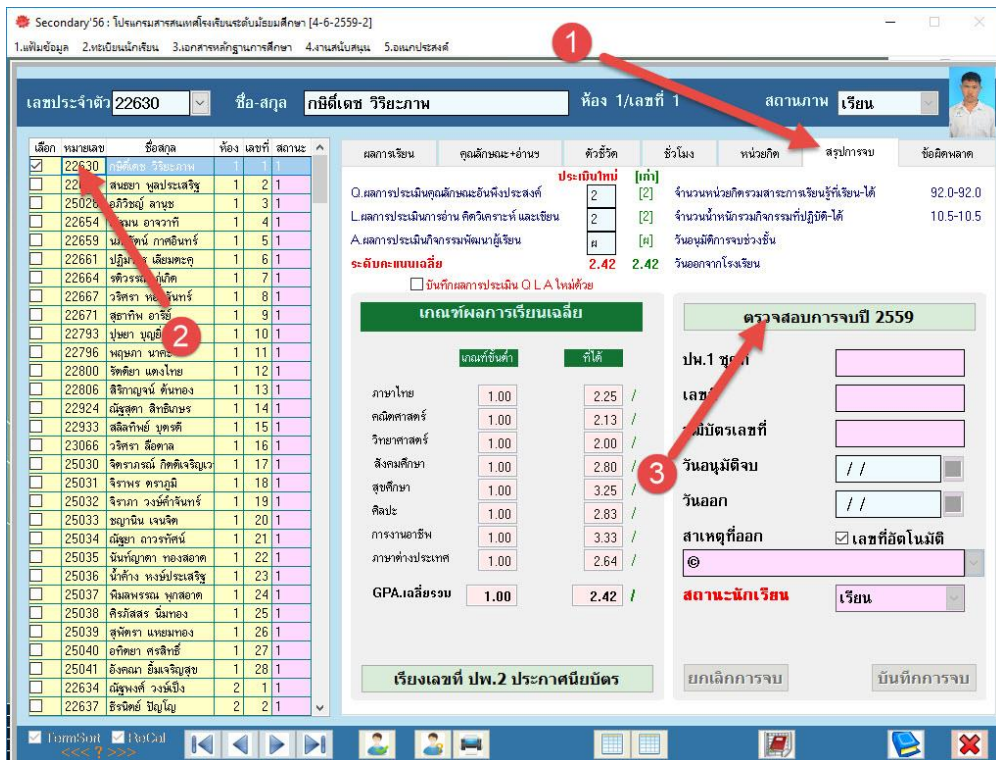 Secondary'56 : โปรแกรมสารสนเทศโรงเรียนระดับมัธยมศึกษา [4-6-2559-2]
1.แฟ้มข้อมูล 2.ทะเบียนนักเรียน 3.เอกสารหลักฐานการศึกษา 4.งานสนับสนุน 5.อเนกประสงค์
1
เลขประจำตัว 22630 ชื่อ-สกุล กษิดิ์เดช วิริยะภาพ ห้อง 1/เลขที่ 1 สถานภาพ เรียน
เลือก หมายเลข ชื่อสกุล ห้อง เลขที่ สถานะ
22630 กษิดิ์เดช วิริยะภาพ 1 1 1
สนธยา พูลประเสริฐ 1 2 1
อภิวิชญ์ ลานุช 1 3 1
22654 อาจวาที 1 4 1
22659 กาศอินทร์ 1 5 1
22661 เลียมตะคุ 1 6 1
22664 1 7 1
22667 วริศรา 1 8 1
22671 สุธาทิพ อารีย์ 1 9 1
22793 ปุษยา 1 10 1
22796 พฤษภา 1 11 1
22800 รัตติยา แดงไทย 1 12 1
22806 สิริกาญจน์ ต้นทอง 1 13 1
22924 ณัฐสุดา สิทธิเกษร 1 14 1
22933 สลิลทิพย์ บุตรดี 1 15 1
23066 วริศรา ลือตาล 1 16 1
25030 จิตราภรณ์ กิตติเจริญเว 1 17 1
25031 จิราพร ตราภูมิ 1 18 1
25032 จิราภา วงษ์คำจันทร์ 1 19 1
25033 ชญานิน เจนจิต 1 20 1
25034 ณัฐยา ถาวรทัศน์ 1 21 1
25035 นันท์ญาดา ทองสอาด 1 22 1
25036 น้ำค้าง หงษ์ประเสริฐ 1 23 1
25037 พิมลพรรณ พุกสอาด 1 24 1
25038 ศิรภัสสร นิ่มทอง 1 25 1
25039 สุพัตรา แหยมทอง 1 26 1
25040 อทิตยา ศรสิทธิ์ 1 27 1
25041 อังคณา ยิ้มเจริญสุข 1 28 1
22634 ณัฐพงศ์ วงษ์เป็ง 2 1 1
22637 ธีรนิตย์ ปัญโญ 2 2 1
2
ผลการเรียน คุณลักษณะ+อ่านฯ ตัวชี้วัด ชั่วโมง หน่วยกิต สรุปการจบ ข้อผิดพลาด
ประเมินใหม่ [เก่า]
Q.ผลการประเมินคุณลักษณะอันพึงประสงค์ 2 [2] จำนวนหน่วยกิตรวมสาระการเรียนรู้ที่เรียน-ได้ 92.0-92.0
L.ผลการประเมินการอ่าน คิดวิเคราะห์ และเขียน 2 [2] จำนวนน้ำหนักรวมกิจกรรมที่ปฏิบัติ-ได้ 10.5-10.5
A.ผลการประเมินกิจกรรมพัฒนาผู้เรียน ผ [ผ] วันอนุมัติการจบช่วงชั้น
ระดับคะแนนเฉลี่ย 2.42 2.42 วันออกจากโรงเรียน
บันทึกผลการประเมิน Q L A ใหม่ด้วย
เกณฑ์ผลการเรียนเฉลี่ย
เกณฑ์ขั้นต่ำ ที่ได้
ภาษาไทย 1.00 2.25 /
คณิตศาสตร์ 1.00 2.13 /
วิทยาศาสตร์ 1.00 2.00 /
สังคมศึกษา 1.00 2.80 /
สุขศึกษา 1.00 3.25 /
ศิลปะ 1.00 2.83 /
การงานอาชีพ 1.00 3.33 /
ภาษาต่างประเทศ 1.00 2.64 /
GPA.เฉลี่ยรวม 1.00 2.42 /
เรียงเลขที่ ปพ.2 ประกาศนียบัตร
ตรวจสอบการจบปี 2559
ปพ.1
3
วันอนุมัติจบ / /
วันออก / /
สาเหตุที่ออก เลขที่อัตโนมัติ
©
สถานะนักเรียน เรียน
ยกเลิกการจบ บันทึกการจบ
TermSort ReCal
<<< ? >>>